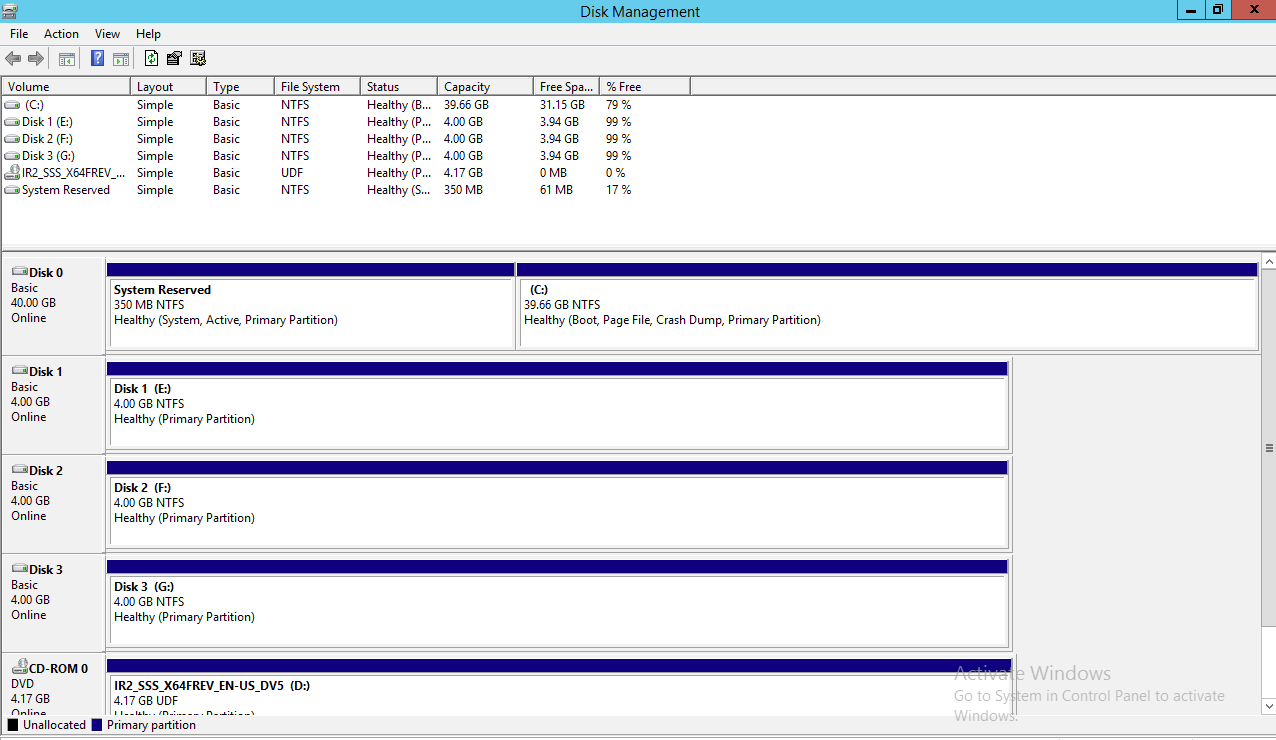 Disk Management
File Action View Help
Volume Layout Type File System Status Capacity Free Spa... % Free
(C:) Simple Basic NTFS Healthy (B... 39.66 GB 31.15 GB 79 %
Disk 1 (E:) Simple Basic NTFS Healthy (P... 4.00 GB 3.94 GB 99 %
Disk 2 (F:) Simple Basic NTFS Healthy (P... 4.00 GB 3.94 GB 99 %
Disk 3 (G:) Simple Basic NTFS Healthy (P... 4.00 GB 3.94 GB 99 %
IR2_SSS_X64FREV_... Simple Basic UDF Healthy (P... 4.17 GB 0 MB 0 %
System Reserved Simple Basic NTFS Healthy (S... 350 MB 61 MB 17 %
Disk 0
Basic
40.00 GB
Online
System Reserved
350 MB NTFS
Healthy (System, Active, Primary Partition)
(C:)
39.66 GB NTFS
Healthy (Boot, Page File, Crash Dump, Primary Partition)
Disk 1
Basic
4.00 GB
Online
Disk 1 (E:)
4.00 GB NTFS
Healthy (Primary Partition)
Disk 2
Basic
4.00 GB
Online
Disk 2 (F:)
4.00 GB NTFS
Healthy (Primary Partition)
Disk 3
Basic
4.00 GB
Online
Disk 3 (G:)
4.00 GB NTFS
Healthy (Primary Partition)
CD-ROM 0
DVD
4.17 GB
Online
IR2_SSS_X64FREV_EN-US_DV5 (D:)
4.17 GB UDF
Healthy (Primary Partition)
Activate Windows
Go to System in Control Panel to activate
Windows.
Unallocated Primary partition